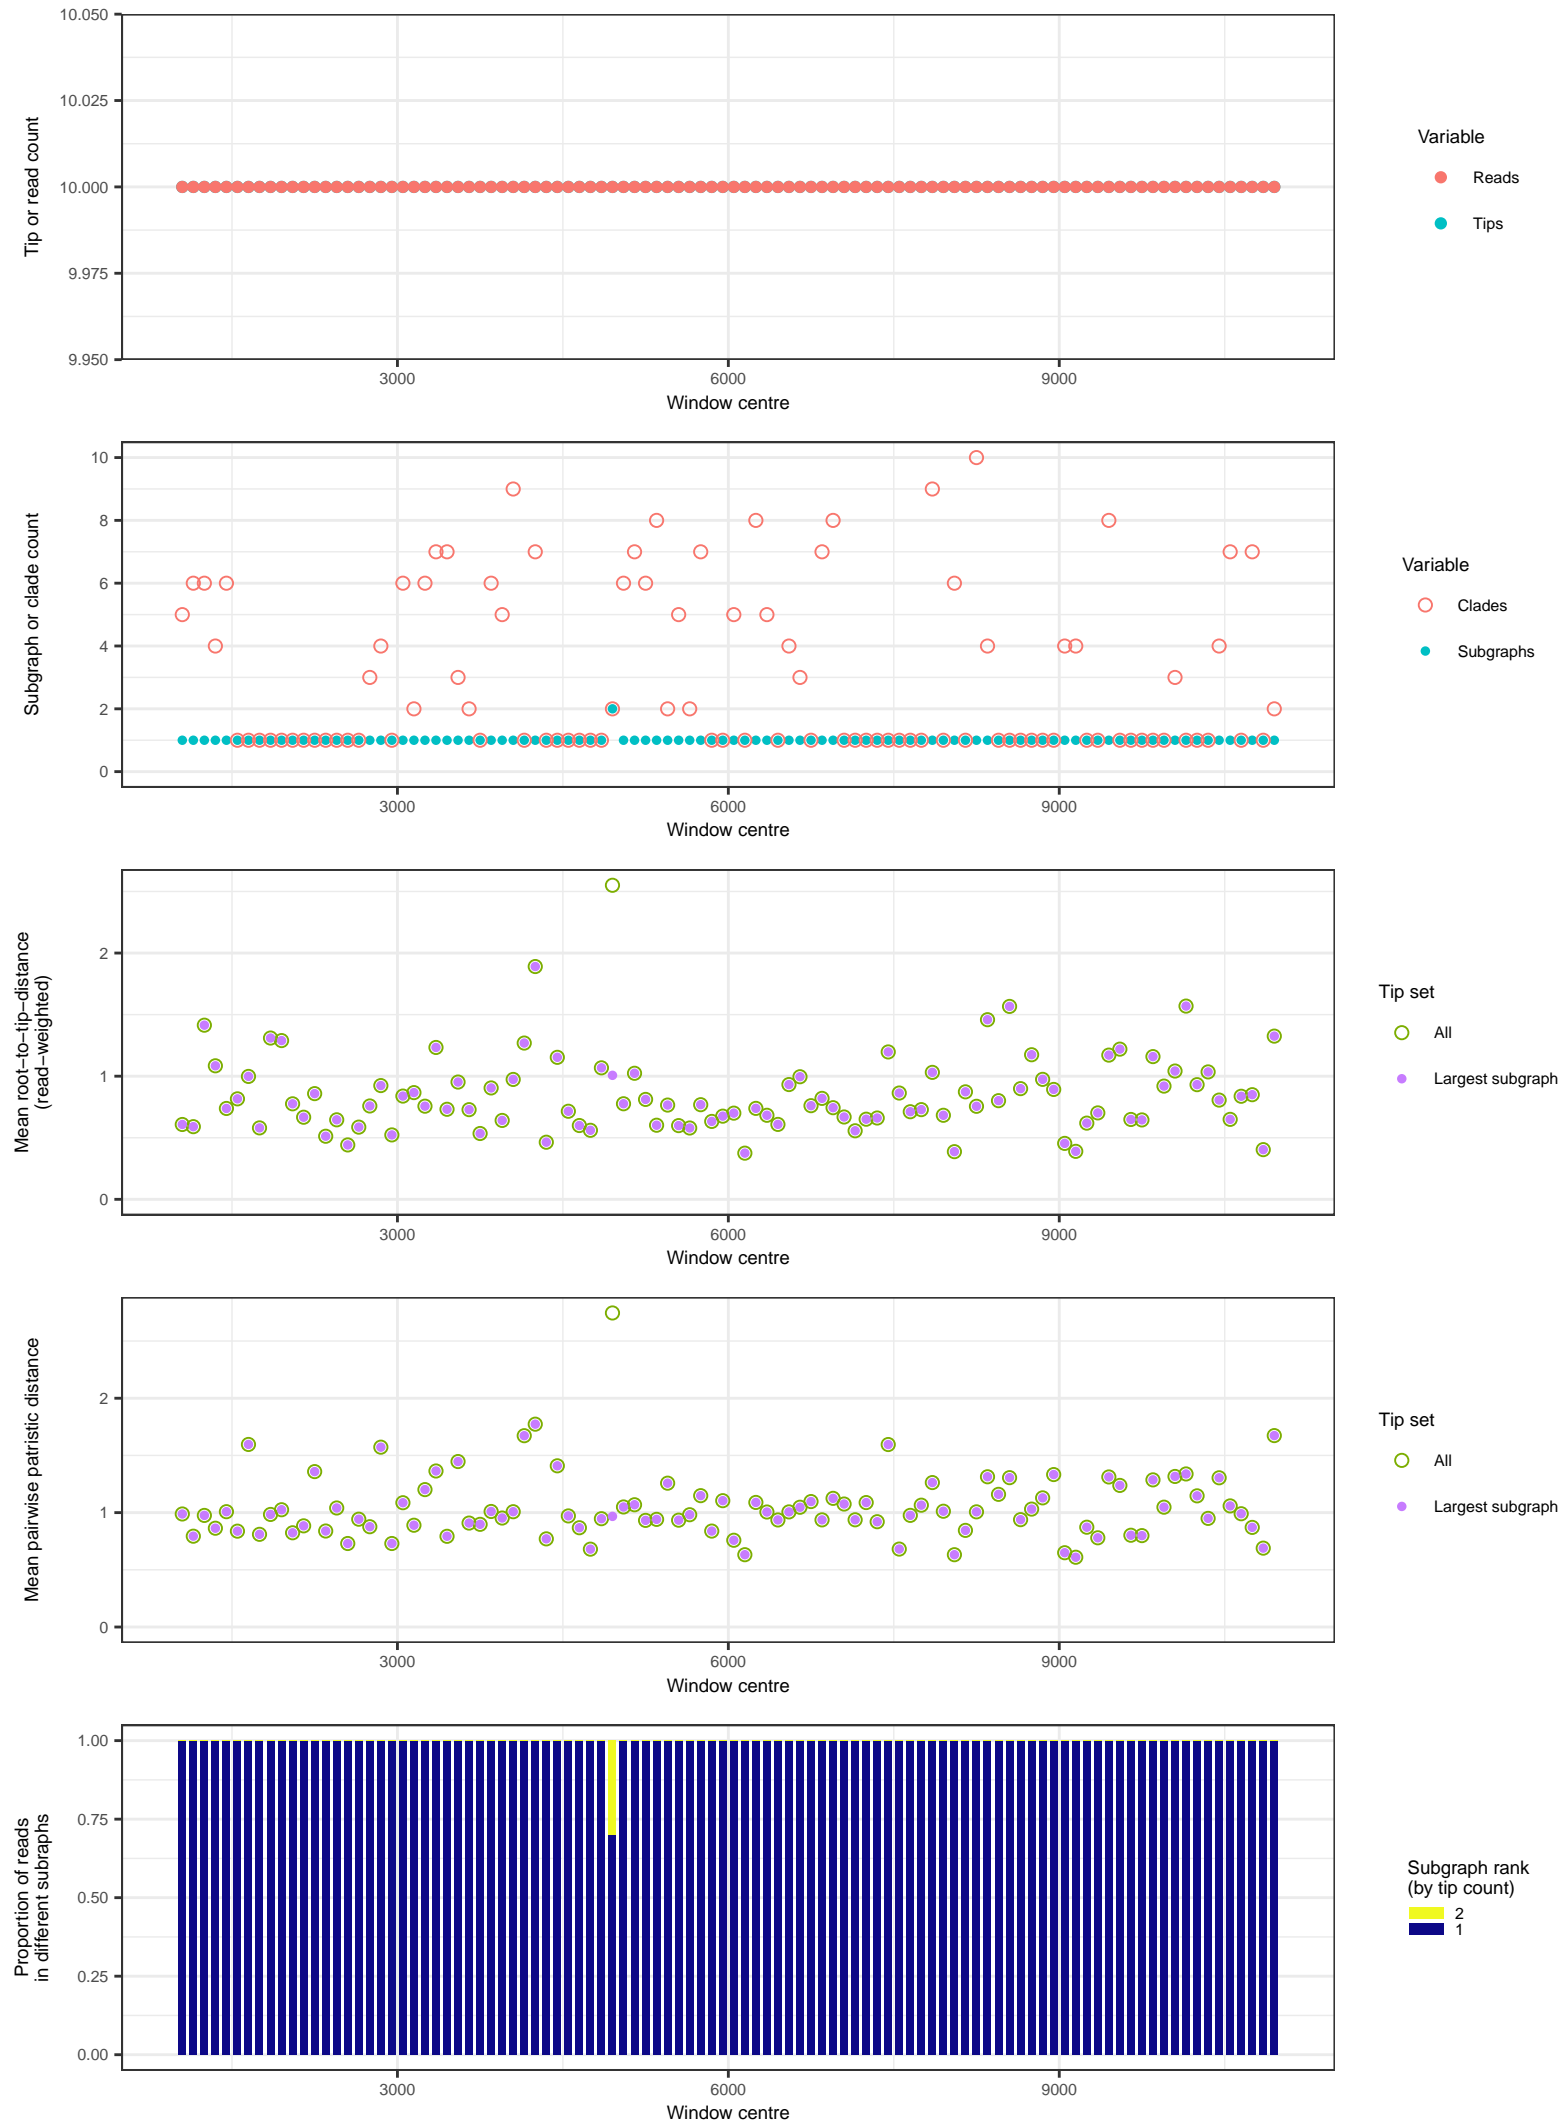 10.050
10.025
10.000
9.975
9.950
Tip or read count
3000 6000 9000
Window centre
Variable
Reads
Tips
10
8
6
4
2
0
Subgraph or clade count
3000 6000 9000
Window centre
Variable
Clades
Subgraphs
2
1
0
Mean root−to−tip−distance
(read−weighted)
3000 6000 9000
Window centre
Tip set
All
Largest subgraph
2
1
0
Mean pairwise patristic distance
3000 6000 9000
Window centre
Tip set
All
Largest subgraph
1.00
0.75
0.50
0.25
0.00
Proportion of reads
in different subraphs
3000 6000 9000
Window centre
Subgraph rank
(by tip count)
2
1